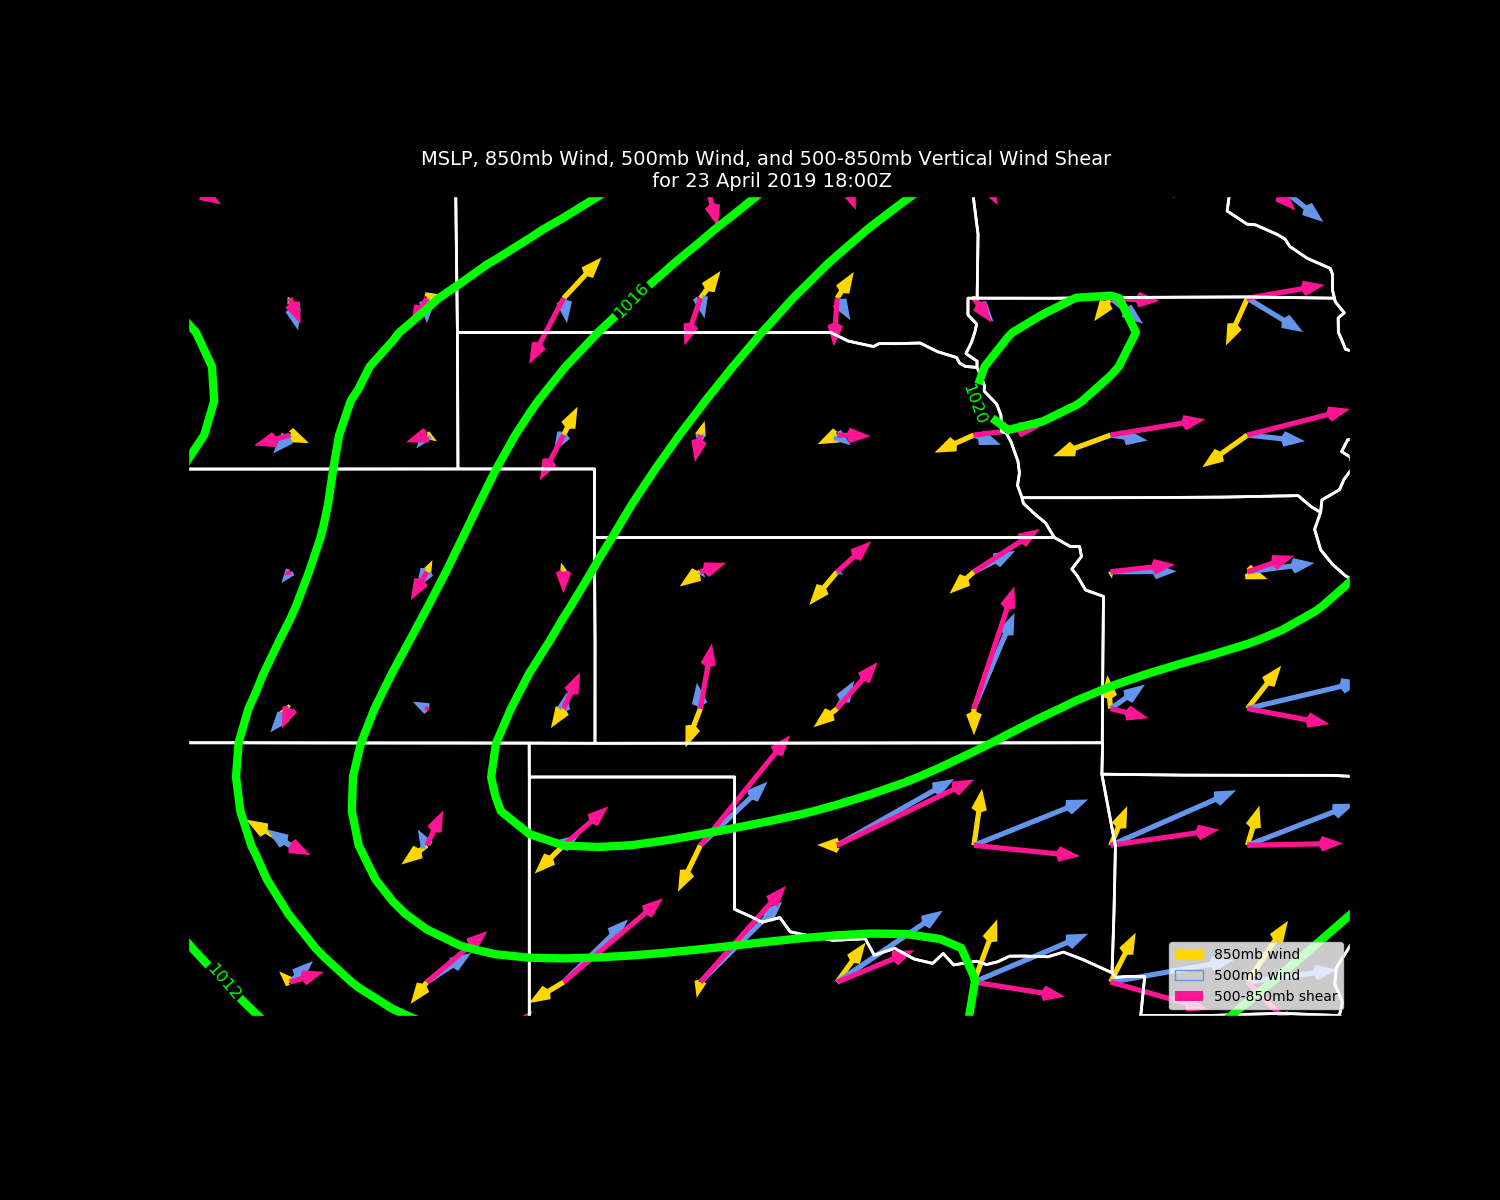 MSLP, 850mb Wind, 500mb Wind, and 500-850mb Vertical Wind Shear
for 23 April 2019 18:00Z
1016
1020
1012
850mb wind
500mb wind
500-850mb shear